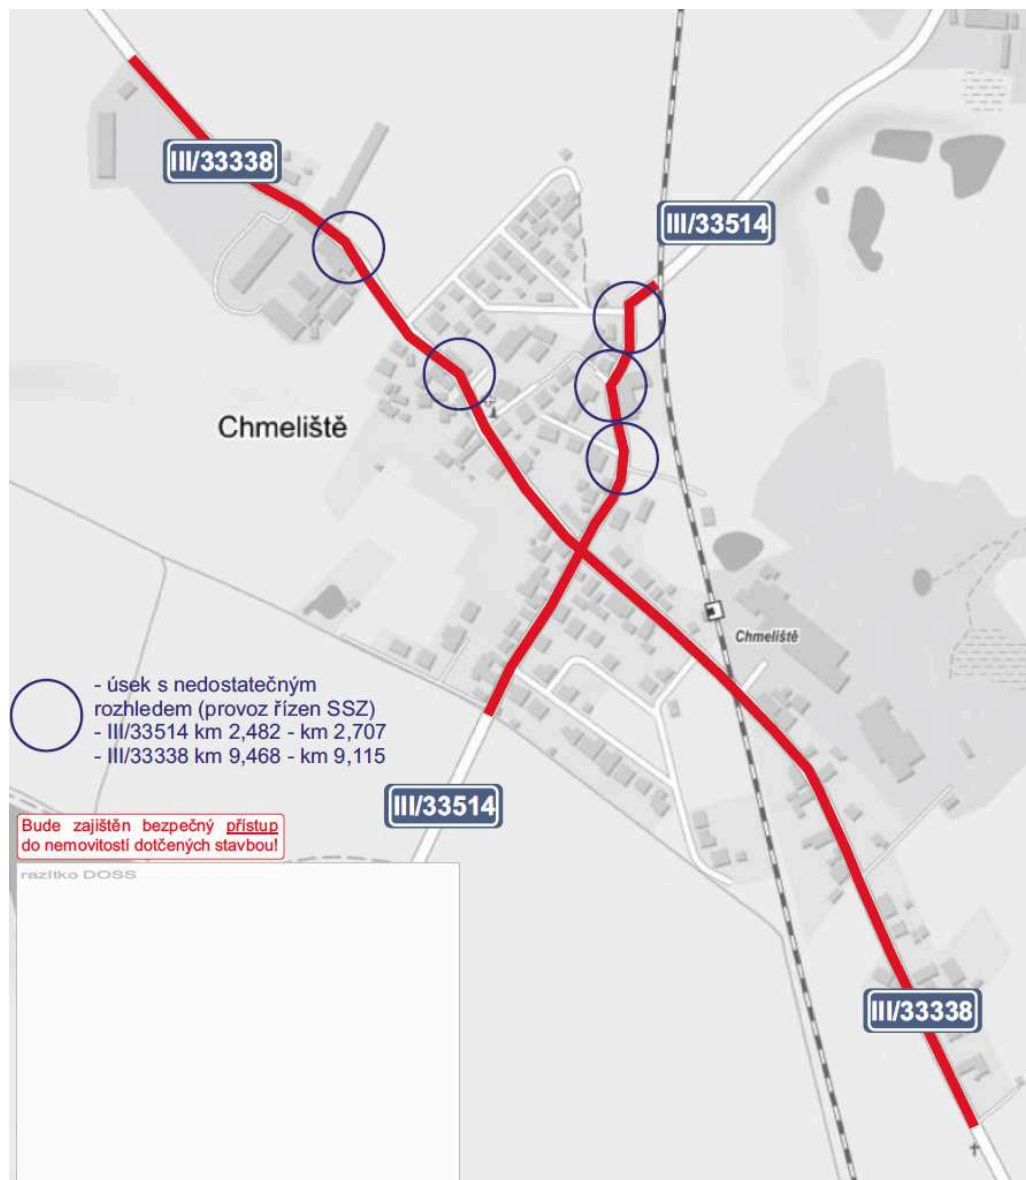 III/33338
III/33514
Chmeliště
Chmeliště
- úsek s nedostatečným
rozhledem (provoz řízen SSZ)
- III/33514 km 2,482 - km 2,707
- III/33338 km 9,468 - km 9,115
III/33514
Bude zajištěn bezpečný přístup
do nemovitostí dotčených stavbou!
razítko DOSS
III/33338